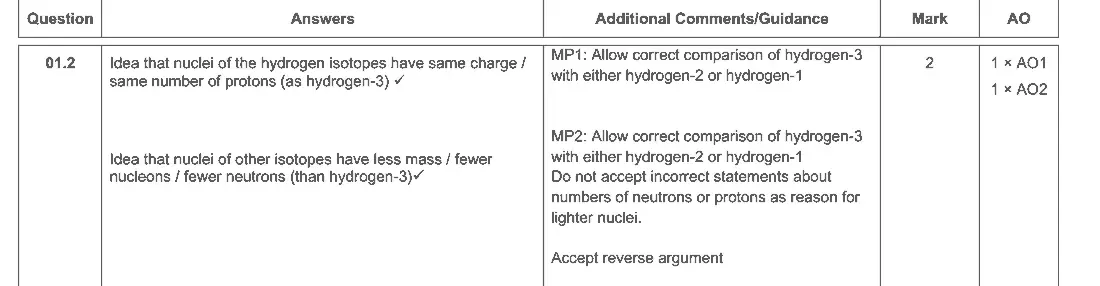 Question Answers Additional Comments/Guidance Mark AO
01.2 Idea that nuclei of the hydrogen isotopes have same charge /
same number of protons (as hydrogen-3) ✓
MP1: Allow correct comparison of hydrogen-3
with either hydrogen-2 or hydrogen-1
2
1 × AO1
1 × AO2
Idea that nuclei of other isotopes have less mass / fewer
nucleons / fewer neutrons (than hydrogen-3)✓
MP2: Allow correct comparison of hydrogen-3
with either hydrogen-2 or hydrogen-1
Do not accept incorrect statements about
numbers of neutrons or protons as reason for
lighter nuclei.
Accept reverse argument